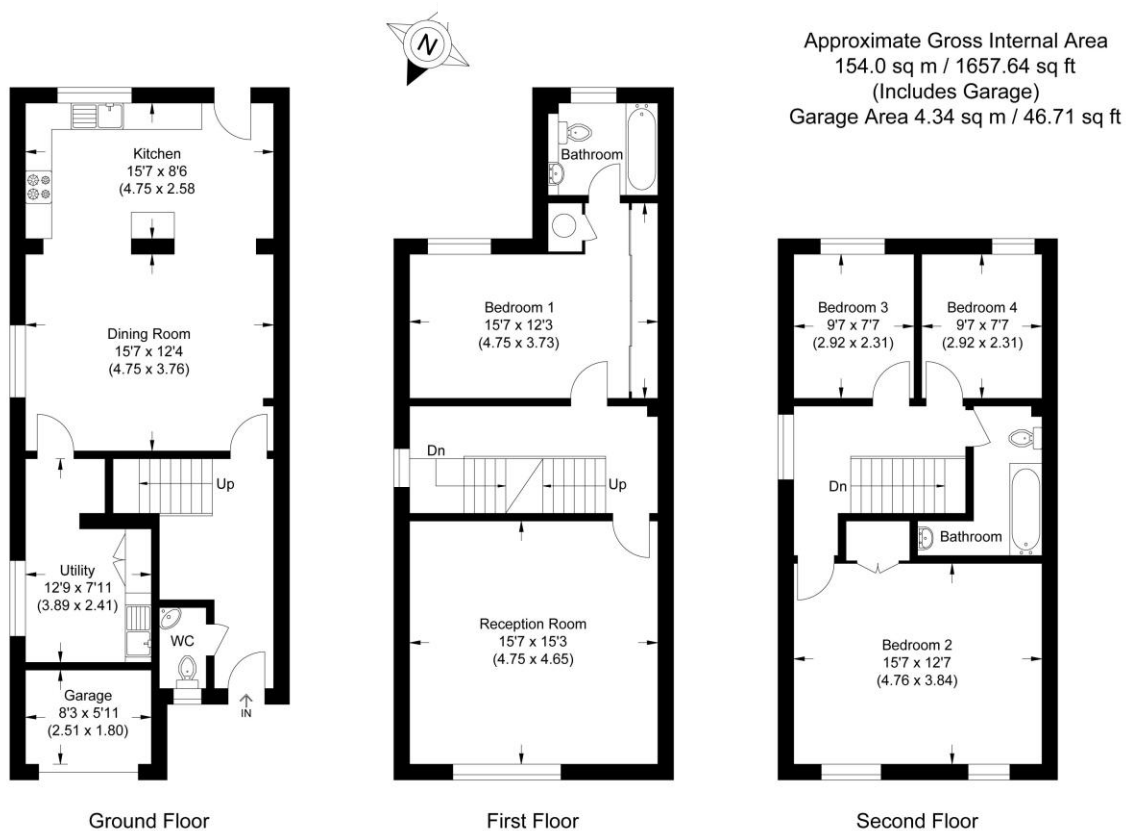 N
Approximate Gross Internal Area
154.0 sq m / 1657.64 sq ft
(Includes Garage)
Garage Area 4.34 sq m / 46.71 sq ft
Kitchen
15'7 x 8'6
(4.75 x 2.58
Dining Room
15'7 x 12'4
(4.75 x 3.76)
Up
Utility
12'9 x 7'11
(3.89 x 2.41)
WC
Garage
8'3 x 5'11
(2.51 x 1.80)
IN
Ground Floor
Bathroom
Bedroom 1
15'7 x 12'3
(4.75 x 3.73)
Dn
Up
Reception Room
15'7 x 15'3
(4.75 x 4.65)
First Floor
Bedroom 3
9'7 x 7'7
(2.92 x 2.31)
Bedroom 4
9'7 x 7'7
(2.92 x 2.31)
Dn
Bathroom
Bedroom 2
15'7 x 12'7
(4.76 x 3.84)
Second Floor